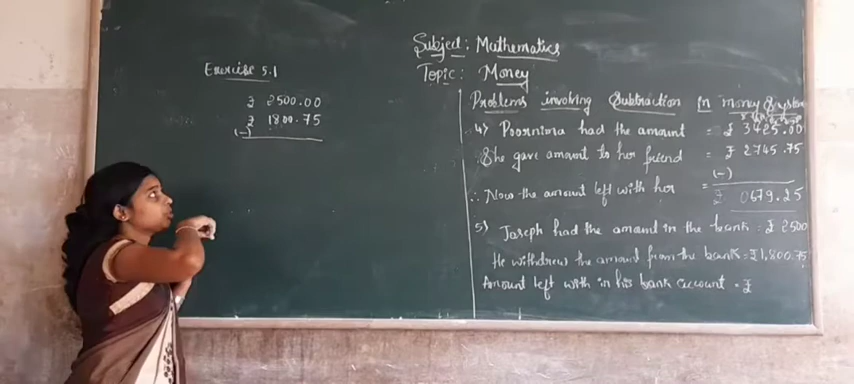 Subject: Mathematics
Topic: Money
Exercise 5.1
₹ 2500.00
₹ 1800.75
(-)
Problems involving Subtraction in money System
4) Poornima had the amount = ₹ 3425.00
She gave amount to her friend = ₹ 2745.75
(-)
∴ Now the amount left with her = ₹ 0679.25
5) Joseph had the amount in the bank = ₹ 2500
He withdrew the amount from the bank = ₹ 1,800.75
Amount left with in his bank account = ₹